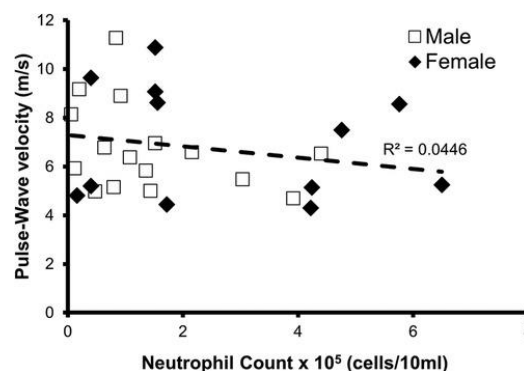 12
10
8
6
4
2
0
Pulse-Wave velocity (m/s)
Male
Female
R² = 0.0446
0 2 4 6
Neutrophil Count x 10⁵ (cells/10ml)